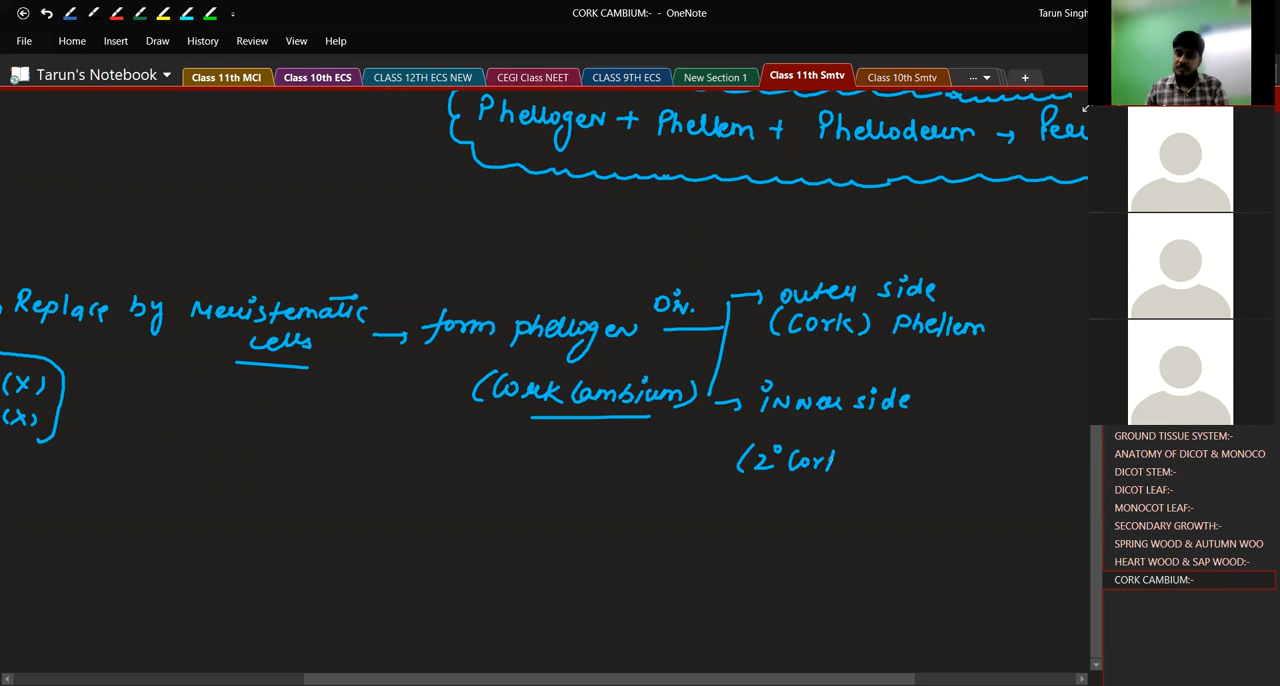 CORK CAMBIUM:- - OneNote
Tarun Singh
File Home Insert Draw History View Help
Tarun's Notebook
Class 11th MCI Class 10th ECS CLASS 12TH ECS NEW CEGI Class NEET CLASS 9TH ECS New Section 1 Class 11th Smtv Class 10th Smtv ... +
Phellogen + Phellem + Phelloderm →
Replace by Meristematic cells → form phellogen Div. → outer side
(Cork) Phellem
(Cork Cambium) → inner side
(2° Cor
(X)
(X)
GROUND TISSUE SYSTEM:-
ANATOMY OF DICOT & MONOCO
DICOT STEM:-
DICOT LEAF:-
MONOCOT LEAF:-
SECONDARY GROWTH:-
SPRING WOOD & AUTUMN WOO
HEART WOOD & SAP WOOD:-
CORK CAMBIUM:-